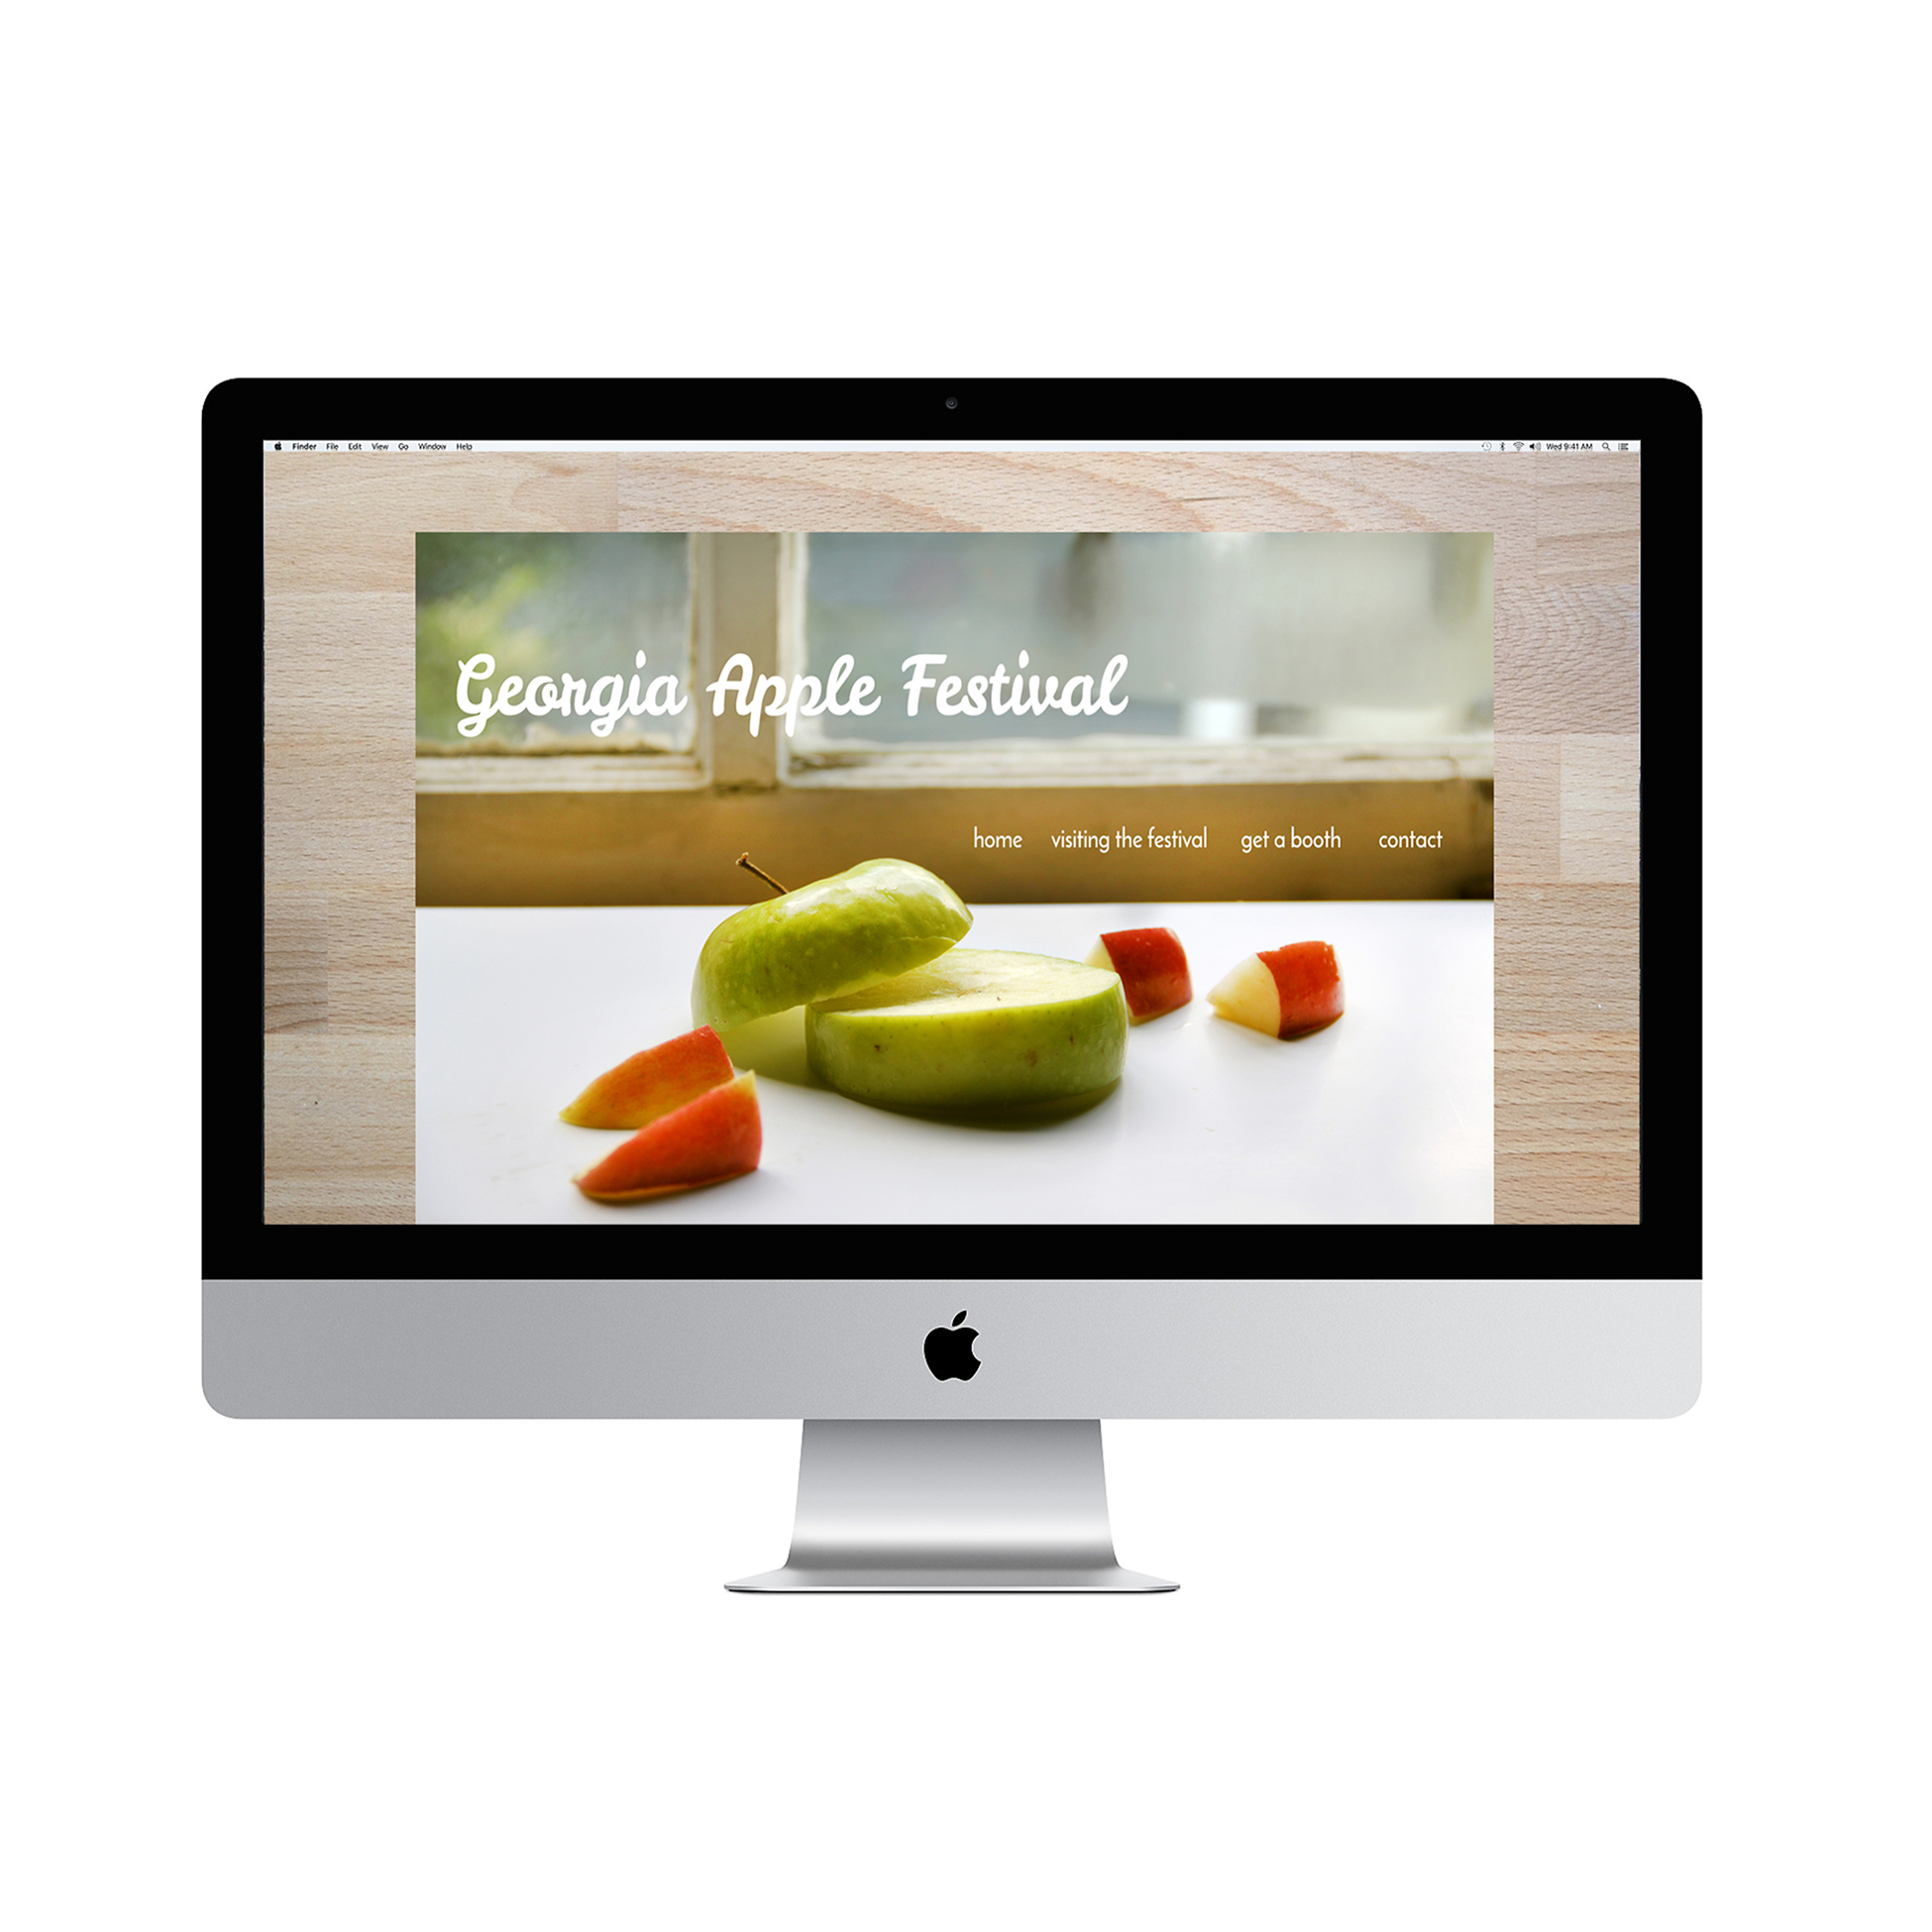 Finder File Edit View Go Window Help Wed 9:41 AM
Georgia Apple Festival
home visiting the festival get a booth contact